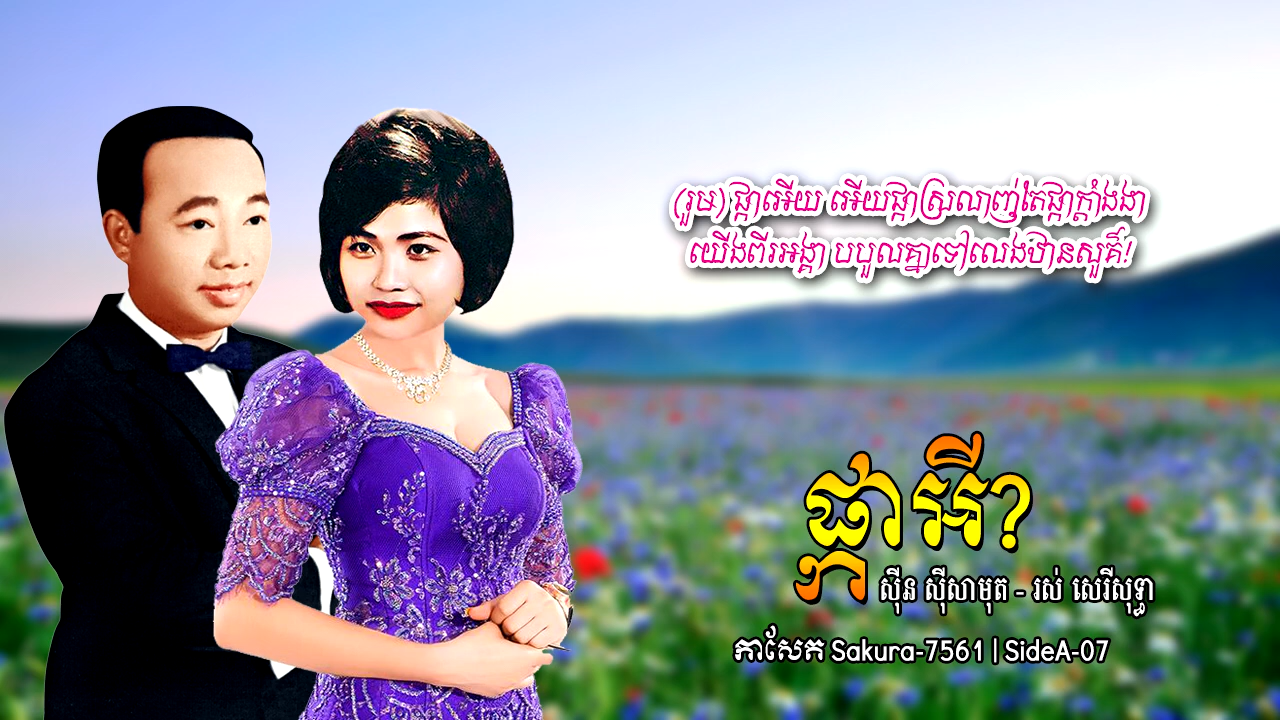 (រួម) ផ្កាអើយ អើយផ្កាស្រលាញ់តែផ្កាក្ដាំងងា
យើងពីរអង្គា បបួលគ្នាទៅលេងឋានសួគ៌!
ផ្កាអើ?
ស៊ីន ស៊ីសាមុត - រស់ សេរីសុទ្ធា
កាសែត Sakura-7561 | SideA-07